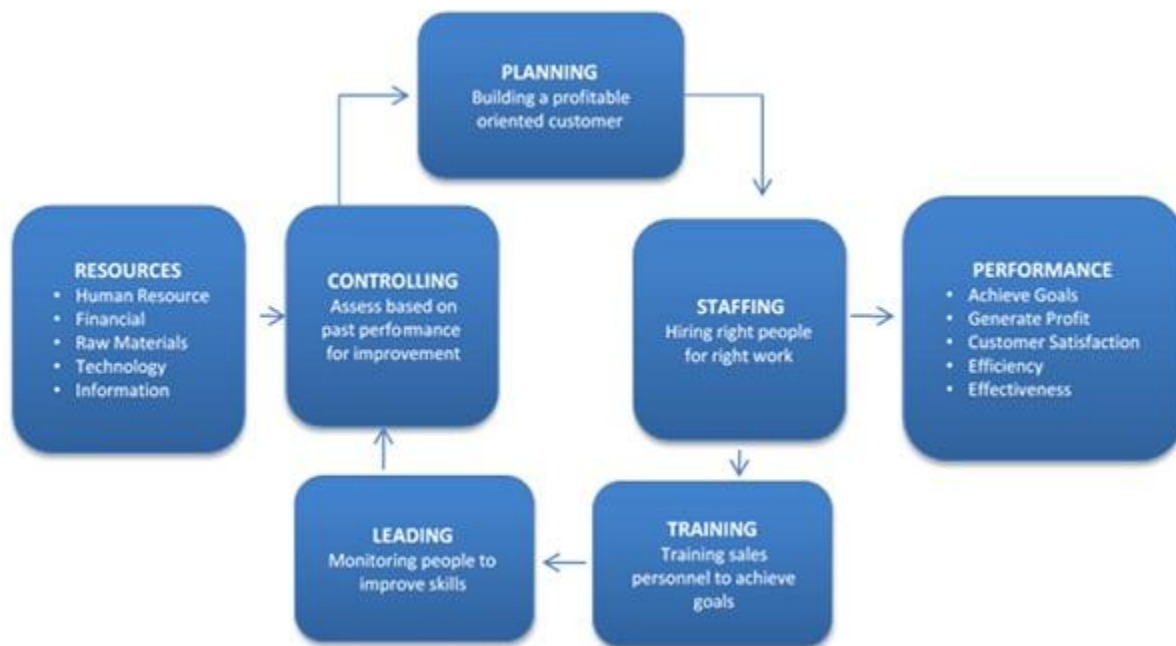 PLANNING
Building a profitable
oriented customer
RESOURCES
• Human Resource
• Financial
• Raw Materials
• Technology
• Information
CONTROLLING
Assess based on
past performance
for improvement
STAFFING
Hiring right people
for right work
PERFORMANCE
• Achieve Goals
• Generate Profit
• Customer Satisfaction
• Efficiency
• Effectiveness
LEADING
Monitoring people to
improve skills
TRAINING
Training sales
personnel to achieve
goals